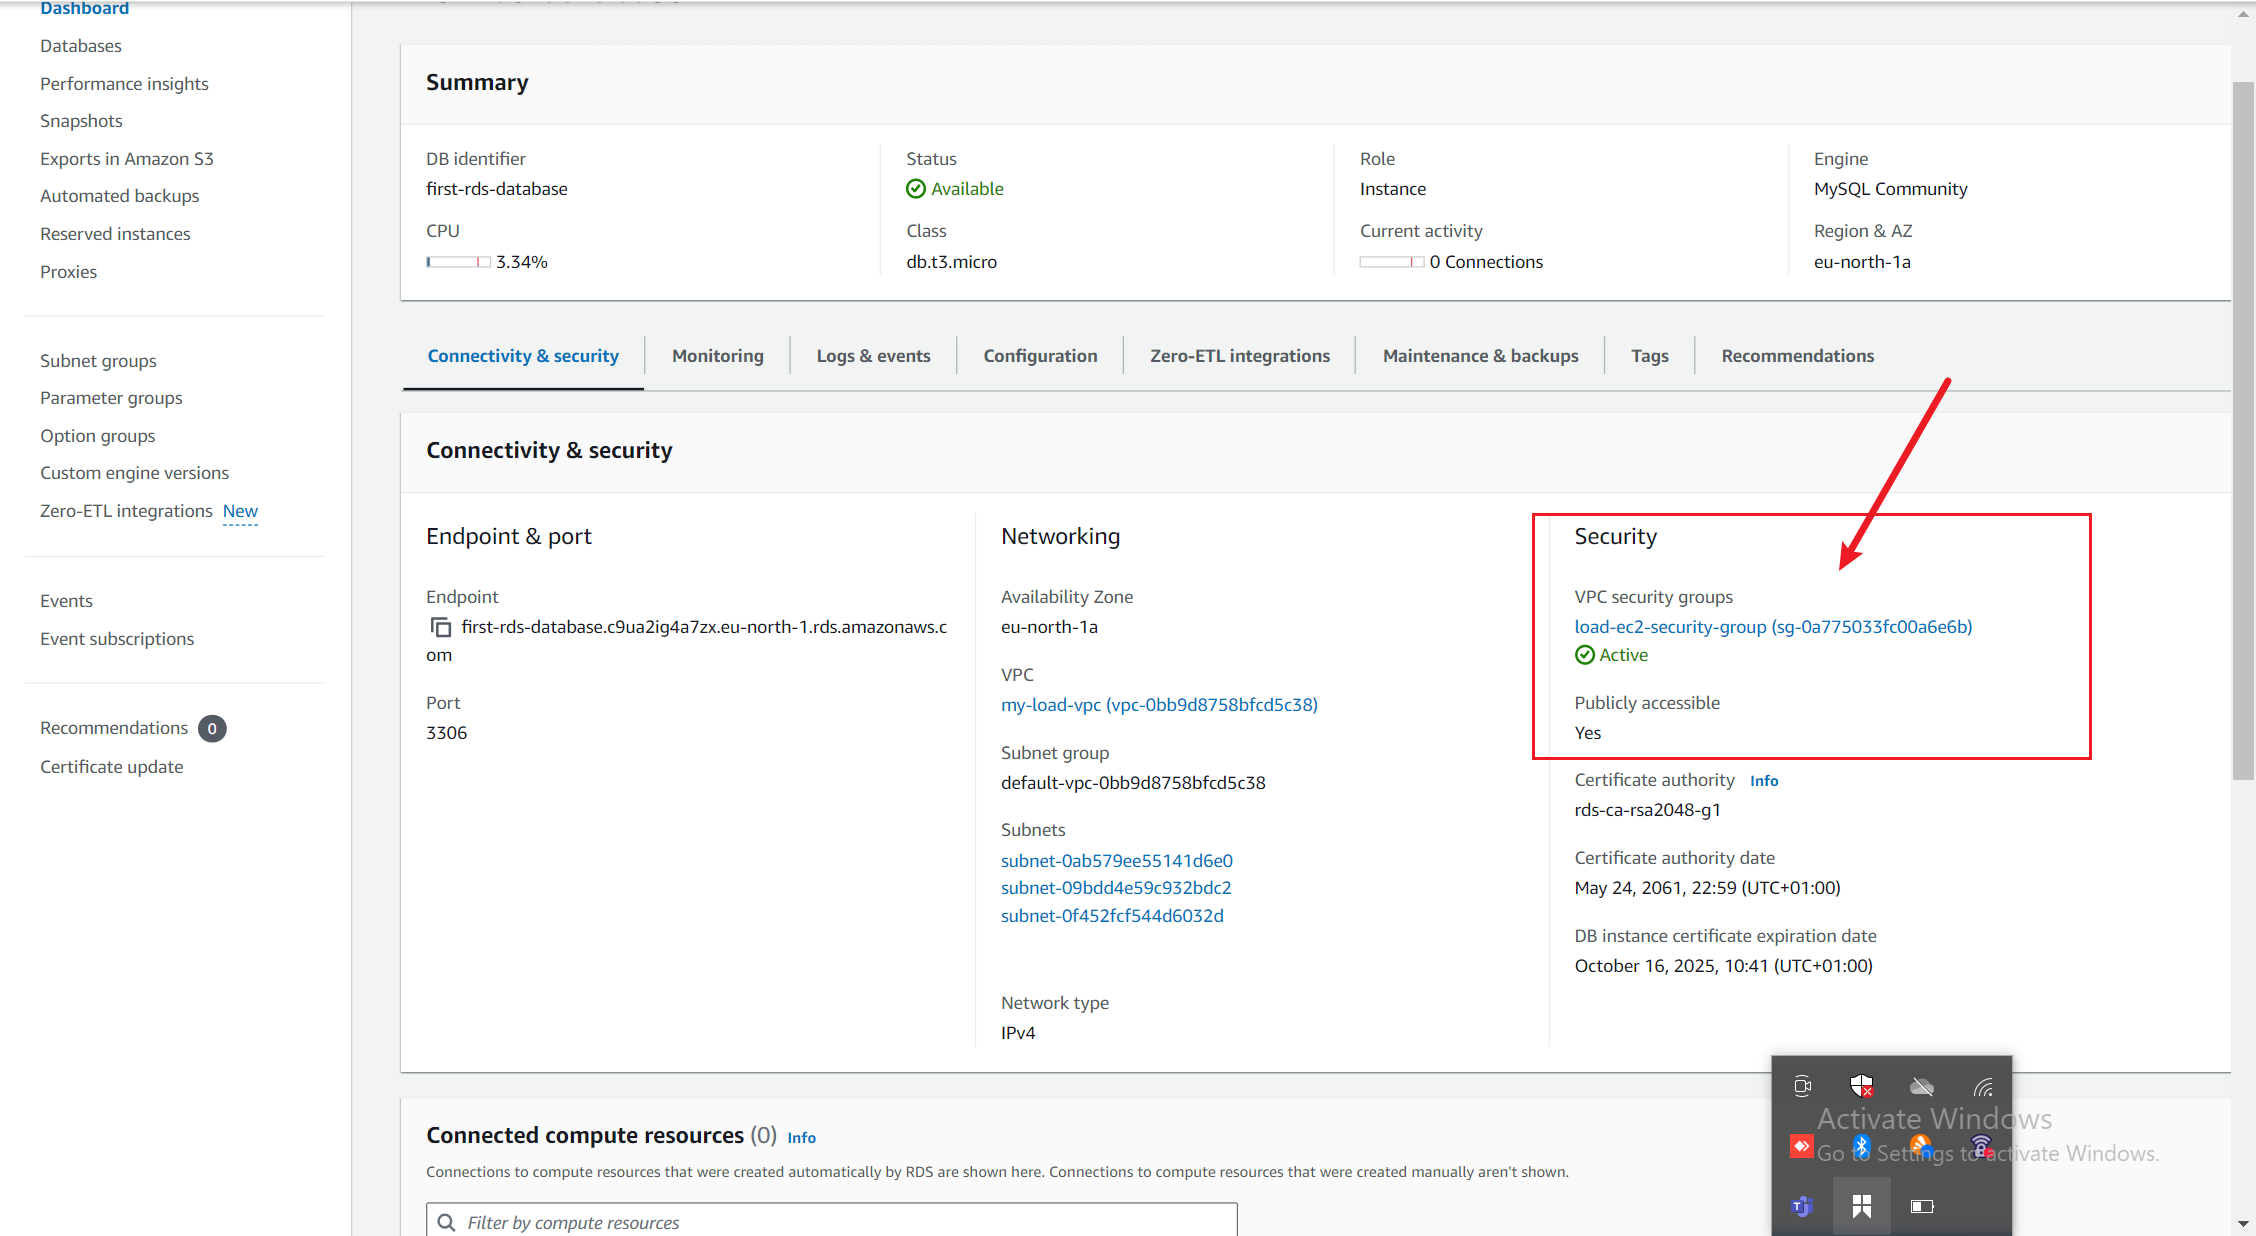 Dashboard
Databases
Performance insights
Snapshots
Exports in Amazon S3
Automated backups
Reserved instances
Proxies
Subnet groups
Parameter groups
Option groups
Custom engine versions
Zero-ETL integrations New
Events
Event subscriptions
Recommendations 0
Certificate update
Summary
DB identifier
first-rds-database
CPU
3.34%
Status
Available
Class
db.t3.micro
Role
Instance
Current activity
0 Connections
Engine
MySQL Community
Region & AZ
eu-north-1a
Connectivity & security
Monitoring
Logs & events
Configuration
Zero-ETL integrations
Maintenance & backups
Tags
Recommendations
Connectivity & security
Endpoint & port
Endpoint
first-rds-database.c9ua2ig4a7zx.eu-north-1.rds.amazonaws.c
om
Port
3306
Networking
Availability Zone
eu-north-1a
VPC
my-load-vpc (vpc-0bb9d8758bfcd5c38)
Subnet group
default-vpc-0bb9d8758bfcd5c38
Subnets
subnet-0ab579ee55141d6e0
subnet-09bdd4e59c932bdc2
subnet-0f452fcf544d6032d
Network type
IPv4
Security
VPC security groups
load-ec2-security-group (sg-0a775033fc00a6e6b)
Active
Publicly accessible
Yes
Certificate authority Info
rds-ca-rsa2048-g1
Certificate authority date
May 24, 2061, 22:59 (UTC+01:00)
DB instance certificate expiration date
October 16, 2025, 10:41 (UTC+01:00)
Connected compute resources (0) Info
Connections to compute resources that were created automatically by RDS are shown here. Connections to compute resources that were created manually aren't shown.
Filter by compute resources
Activate Windows
Go to Settings to activate Windows.